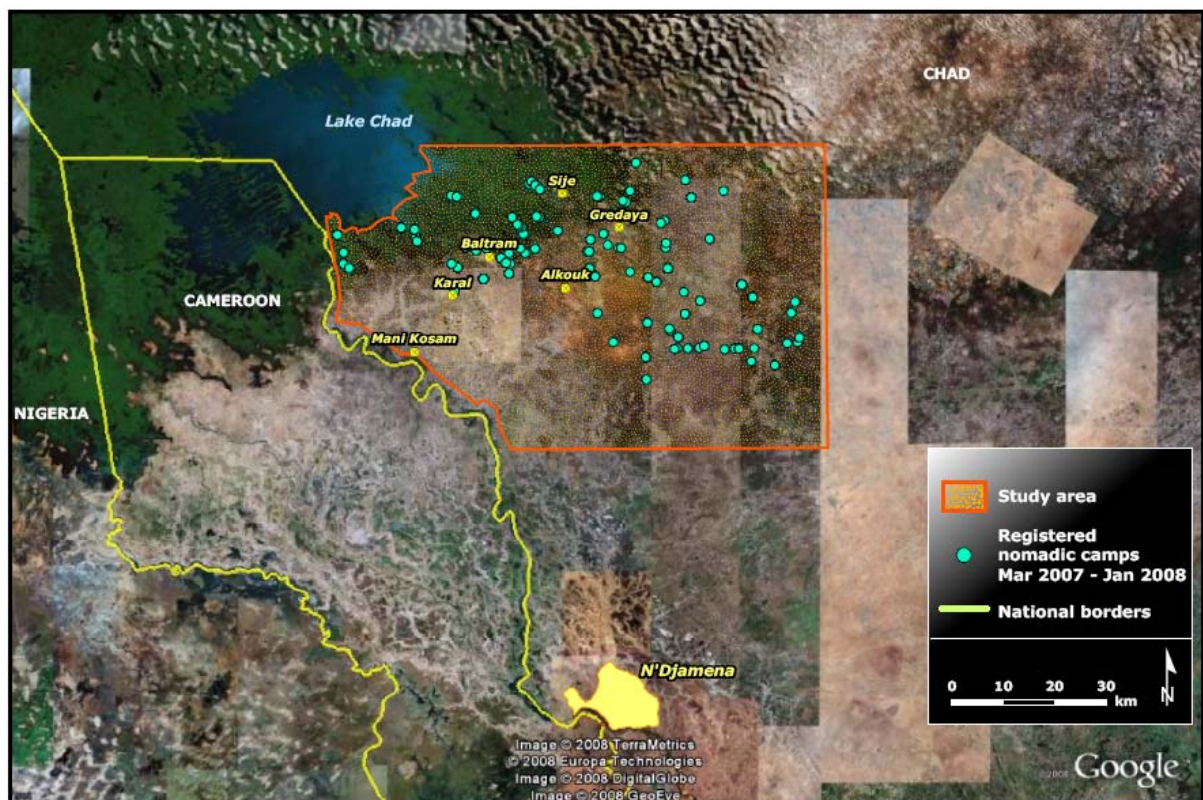 CHAD
Lake Chad
Sije
Gredaya
Baltram
Alkouk
Karal
CAMEROON
Mani Kosam
NIGERIA
N'Djamena
Study area
Registered
nomadic camps
Mar 2007 - Jan 2008
National borders
N
0 10 20 30
km
Image © 2008 TerraMetrics
© 2008 Europa Technologies
Image © 2008 DigitalGlobe
Image © 2008 GeoEye
©2008 Google